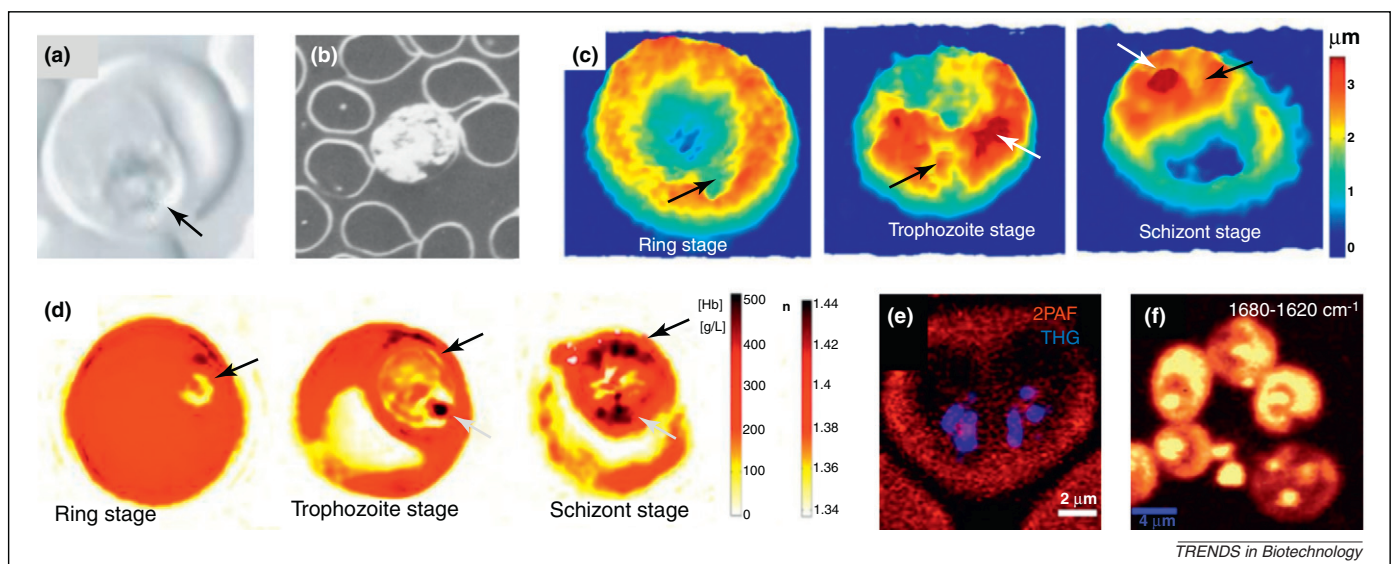 (a)
(b)
(c)
Ring stage
Trophozoite stage
Schizont stage
μm
3
2
1
0
(d)
Ring stage
Trophozoite stage
Schizont stage
[Hb]
[g/L]
500
400
300
200
100
0
n
1.44
1.42
1.4
1.38
1.36
1.34
(e)
2PAF
THG
2 μm
(f)
1680-1620 cm⁻¹
4 μm
TRENDS in Biotechnology